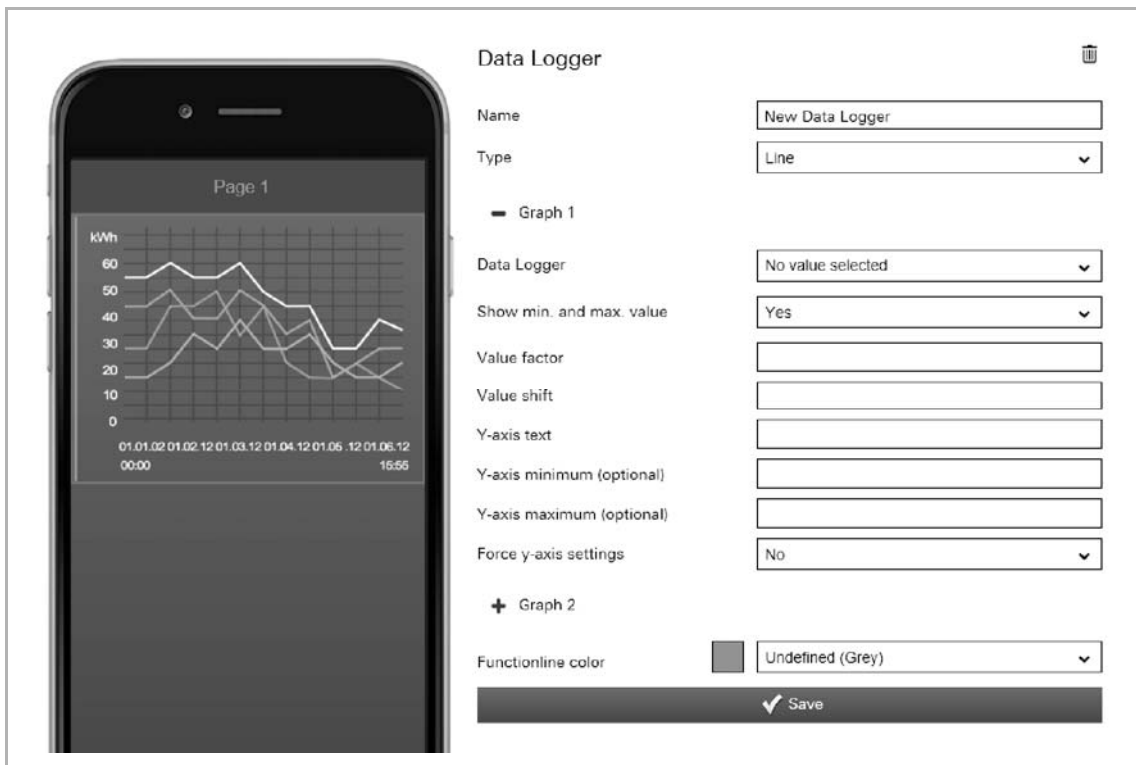 Page 1
kWh
60
50
40
30
20
10
0
01.01.02 01.02.12 01.03.12 01.04.12 01.05 .12 01.06.12
00:00 15:55
Data Logger
Name New Data Logger
Type Line
Graph 1
Data Logger No value selected
Show min. and max. value Yes
Value factor
Value shift
Y-axis text
Y-axis minimum (optional)
Y-axis maximum (optional)
Force y-axis settings No
Graph 2
Functionline color Undefined (Grey)
Save